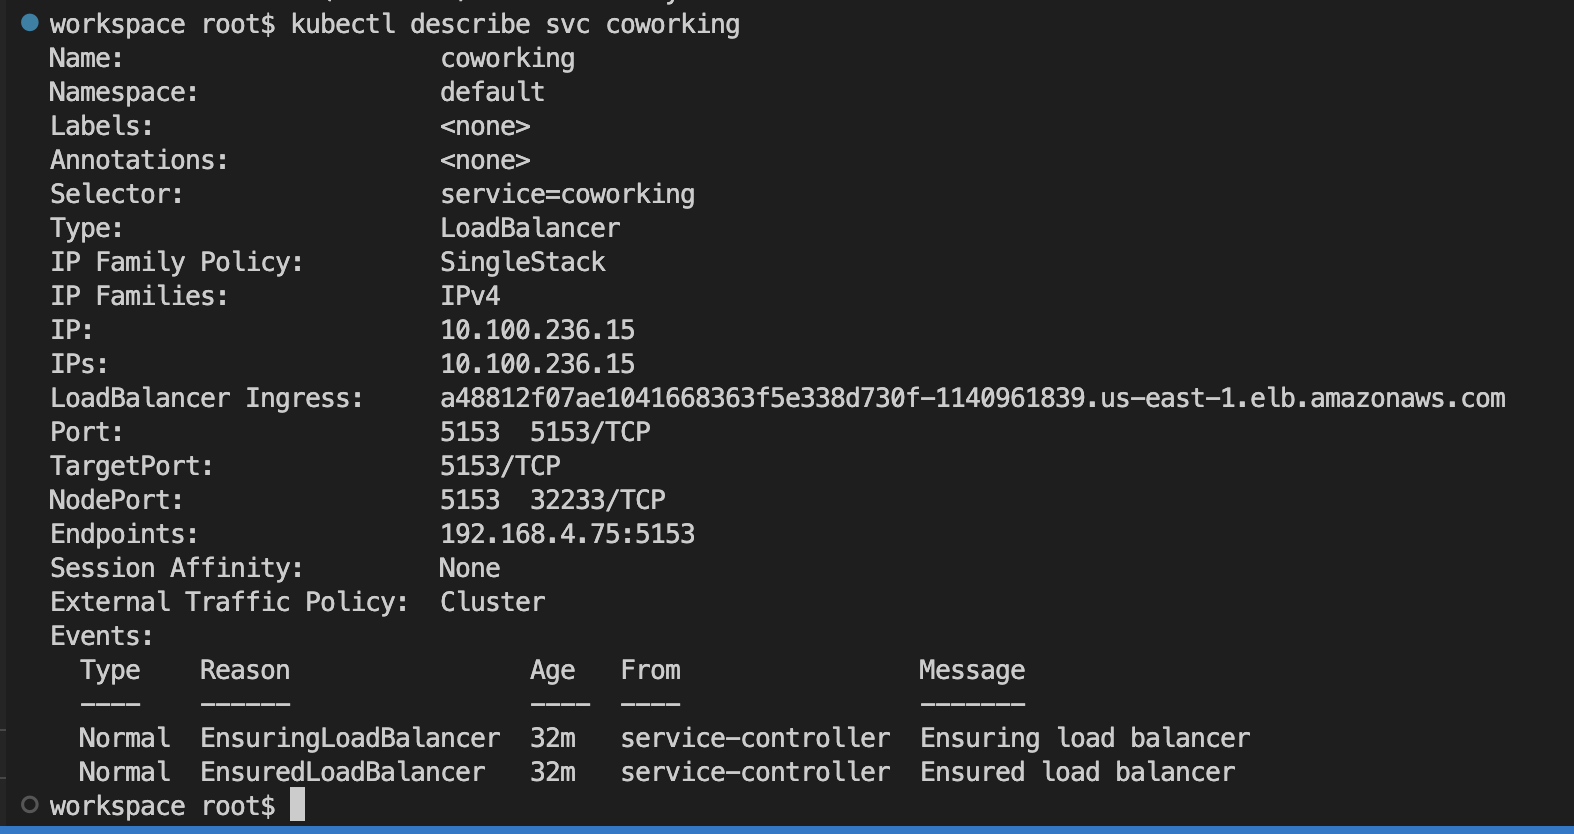 workspace root$ kubectl describe svc coworking
Name:                     coworking
Namespace:                default
Labels:                   <none>
Annotations:              <none>
Selector:                 service=coworking
Type:                     LoadBalancer
IP Family Policy:         SingleStack
IP Families:              IPv4
IP:                       10.100.236.15
IPs:                      10.100.236.15
LoadBalancer Ingress:     a48812f07ae1041668363f5e338d730f-1140961839.us-east-1.elb.amazonaws.com
Port:                     5153  5153/TCP
TargetPort:               5153/TCP
NodePort:                 5153  32233/TCP
Endpoints:                192.168.4.75:5153
Session Affinity:         None
External Traffic Policy:  Cluster
Events:
  Type    Reason                Age   From                Message
  ----    ------                ----  ----                -------
  Normal  EnsuringLoadBalancer  32m   service-controller  Ensuring load balancer
  Normal  EnsuredLoadBalancer   32m   service-controller  Ensured load balancer
workspace root$